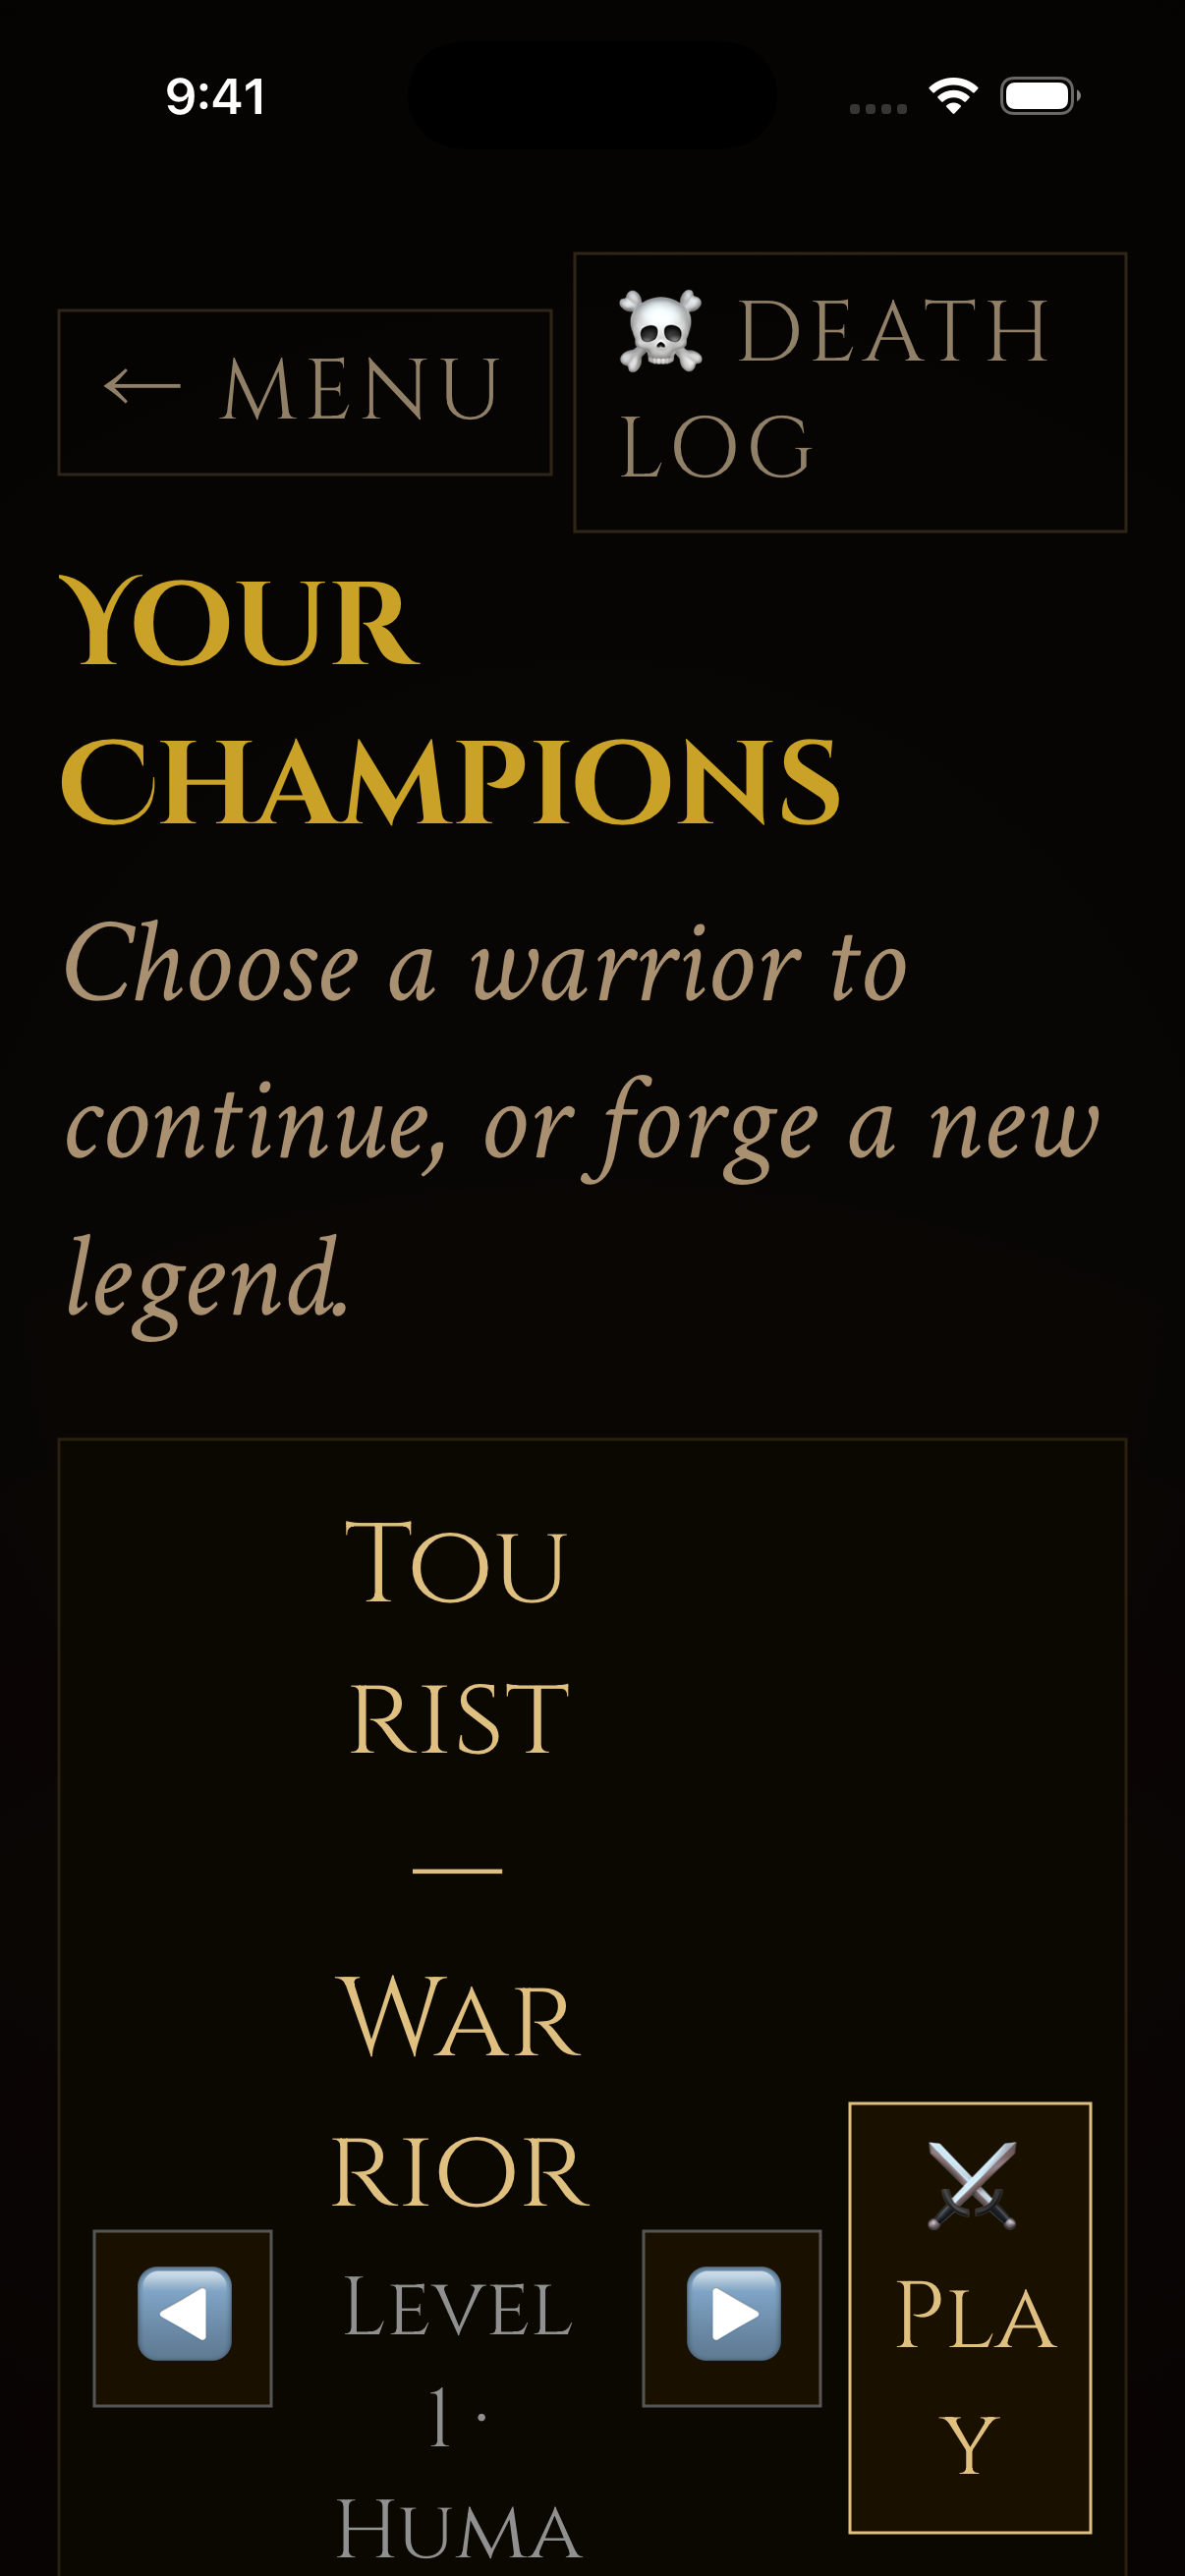 9:41
← MENU
☠️ DEATH
LOG
Your
Champions
Choose a warrior to
continue, or forge a new
legend.
Tou
rist
—
War
rior
Level
1 ·
Huma
◀️
▶️
⚔️
Pla
y